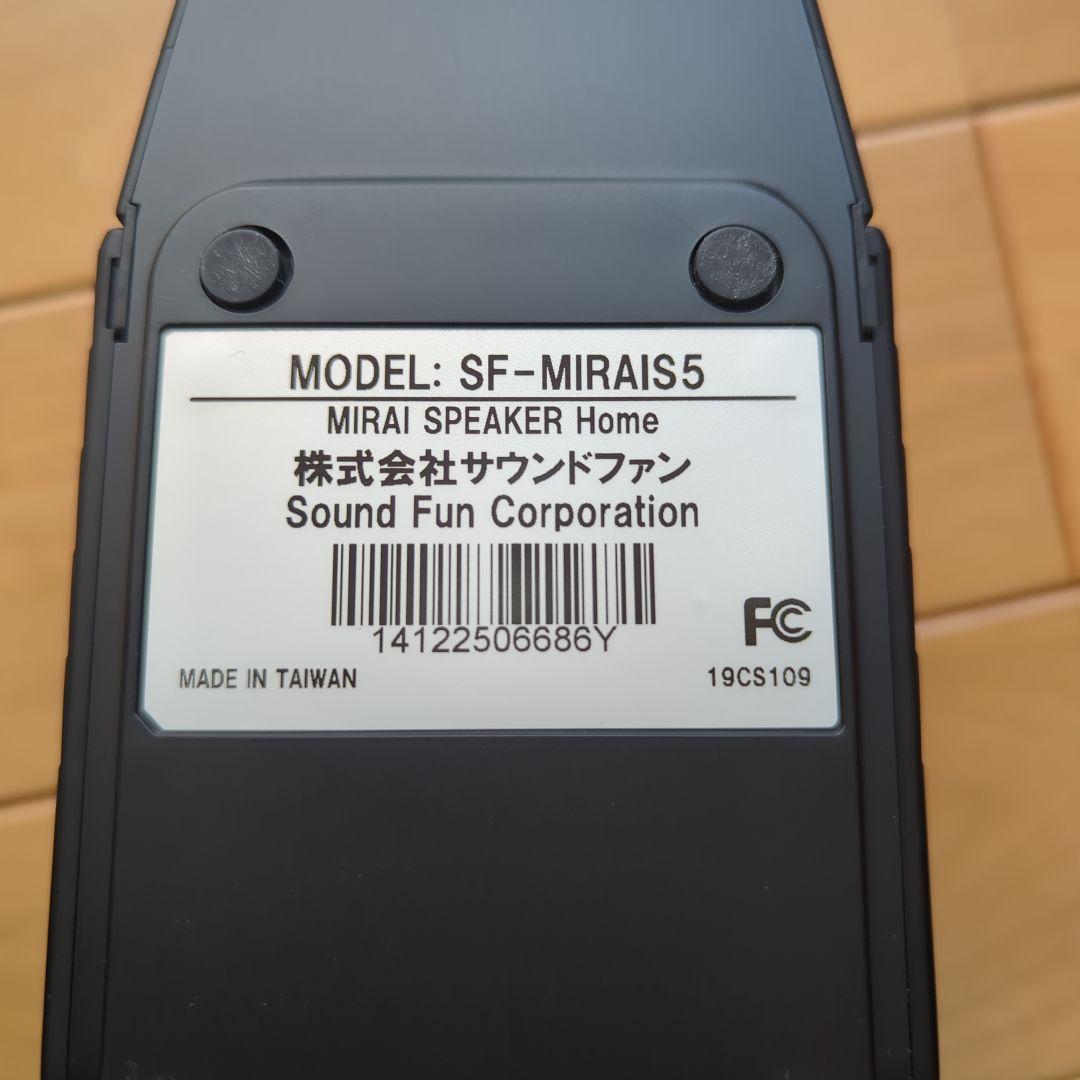 MODEL: SF-MIRAIS5
MIRAI SPEAKER Home
株式会社サウンドファン
Sound Fun Corporation
14122506686Y
FC
MADE IN TAIWAN
19CS109